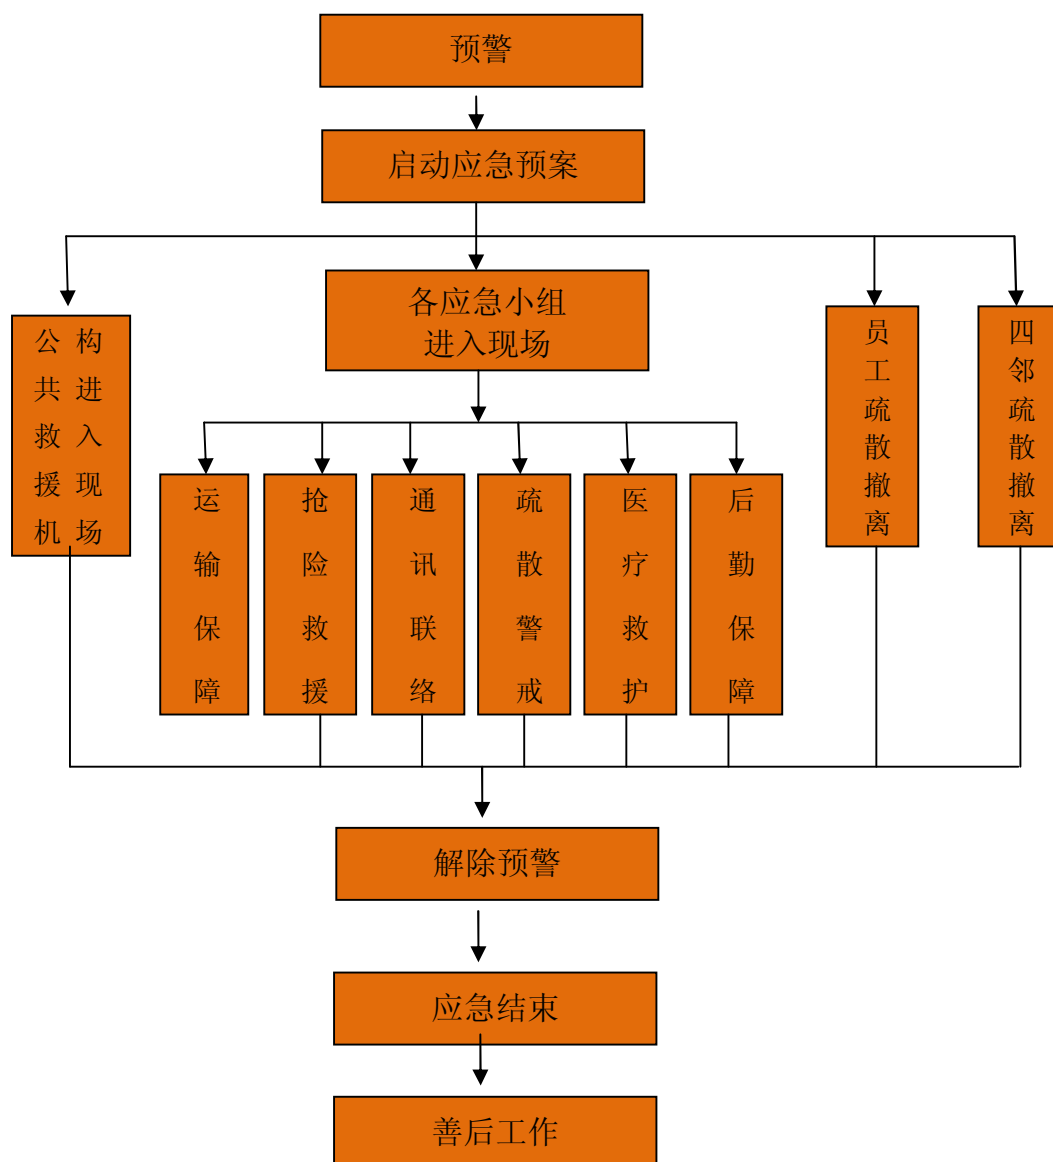 预警
启动应急预案
各应急小组
进入现场
公共救援机
构进入现场
员工疏散撤离
四邻疏散撤离
运输保障
抢险救援
通讯联络
疏散警戒
医疗救护
后勤保障
解除预警
应急结束
善后工作